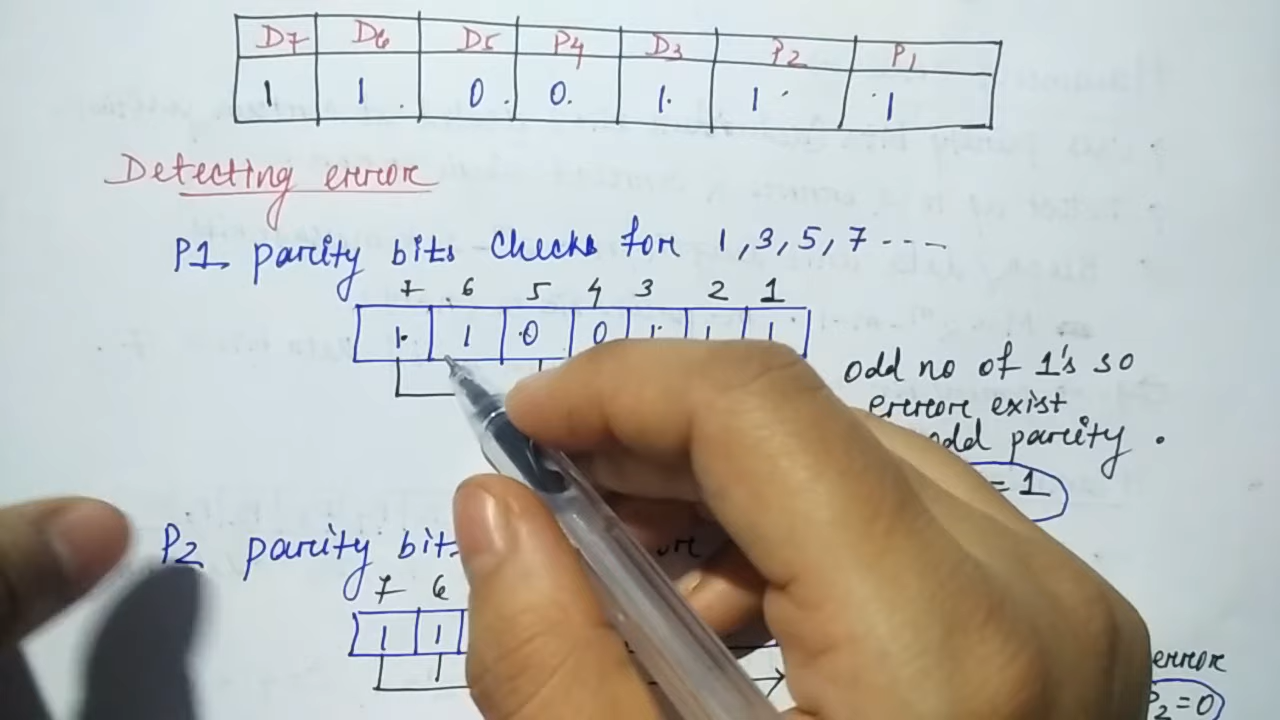 D7 D6 D5 P4 D3 P2 P1
1 1 0 0 1 1 1
Detecting error
P1 parity bits checks for 1, 3, 5, 7 ---
7 6 5 4 3 2 1
1 1 0 0 1 1 1
odd no of 1's so
error exist
odd parity.
= 1
P2 parity bits
7 6
1 1
error
P2 = 0